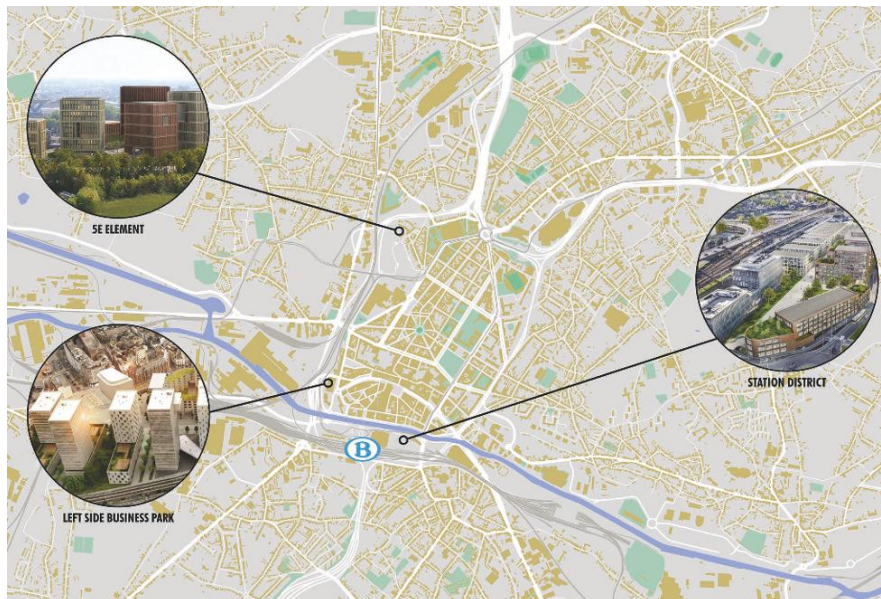 5E ELEMENT
STATION DISTRICT
B
LEFT SIDE BUSINESS PARK